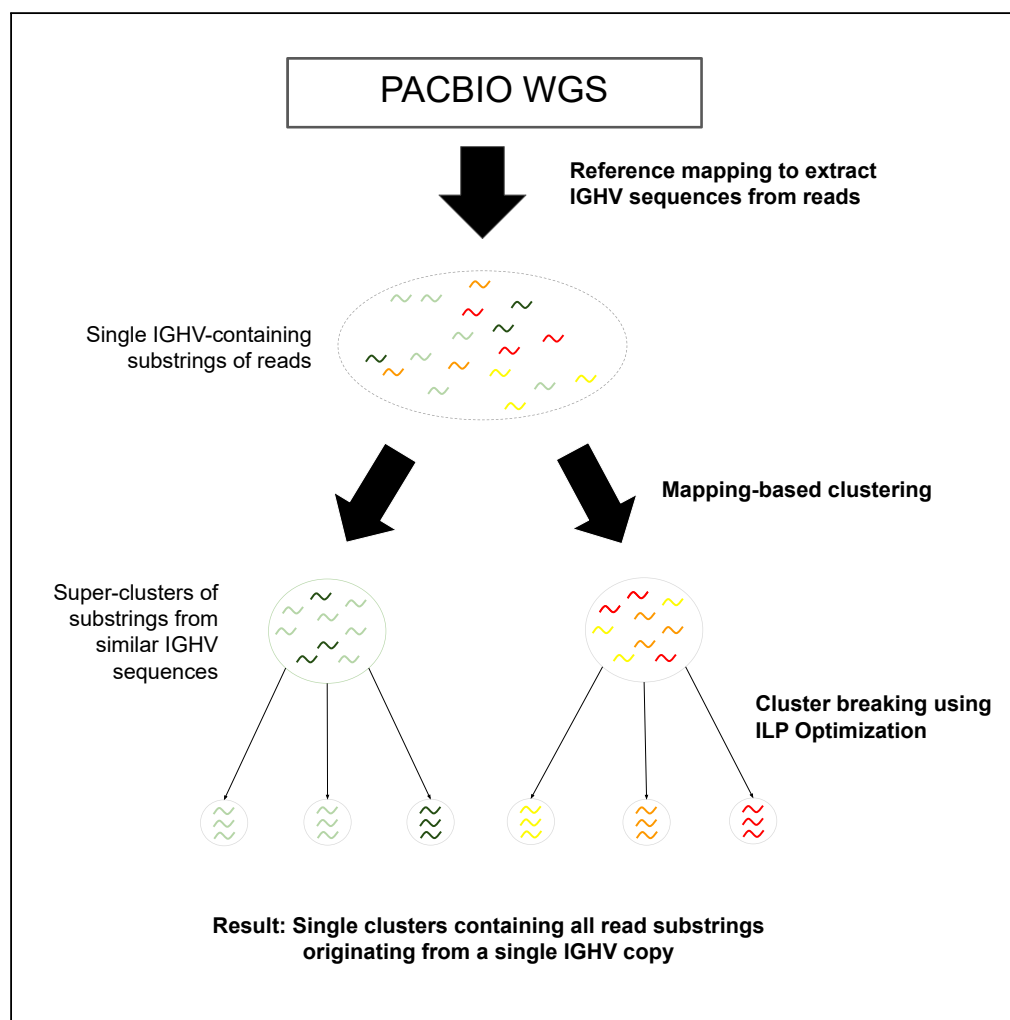 PACBIO WGS
Reference mapping to extract
IGHV sequences from reads
Single IGHV-containing
substrings of reads
Mapping-based clustering
Super-clusters of
substrings from
similar IGHV
sequences
Cluster breaking using
ILP Optimization
Result: Single clusters containing all read substrings
originating from a single IGHV copy